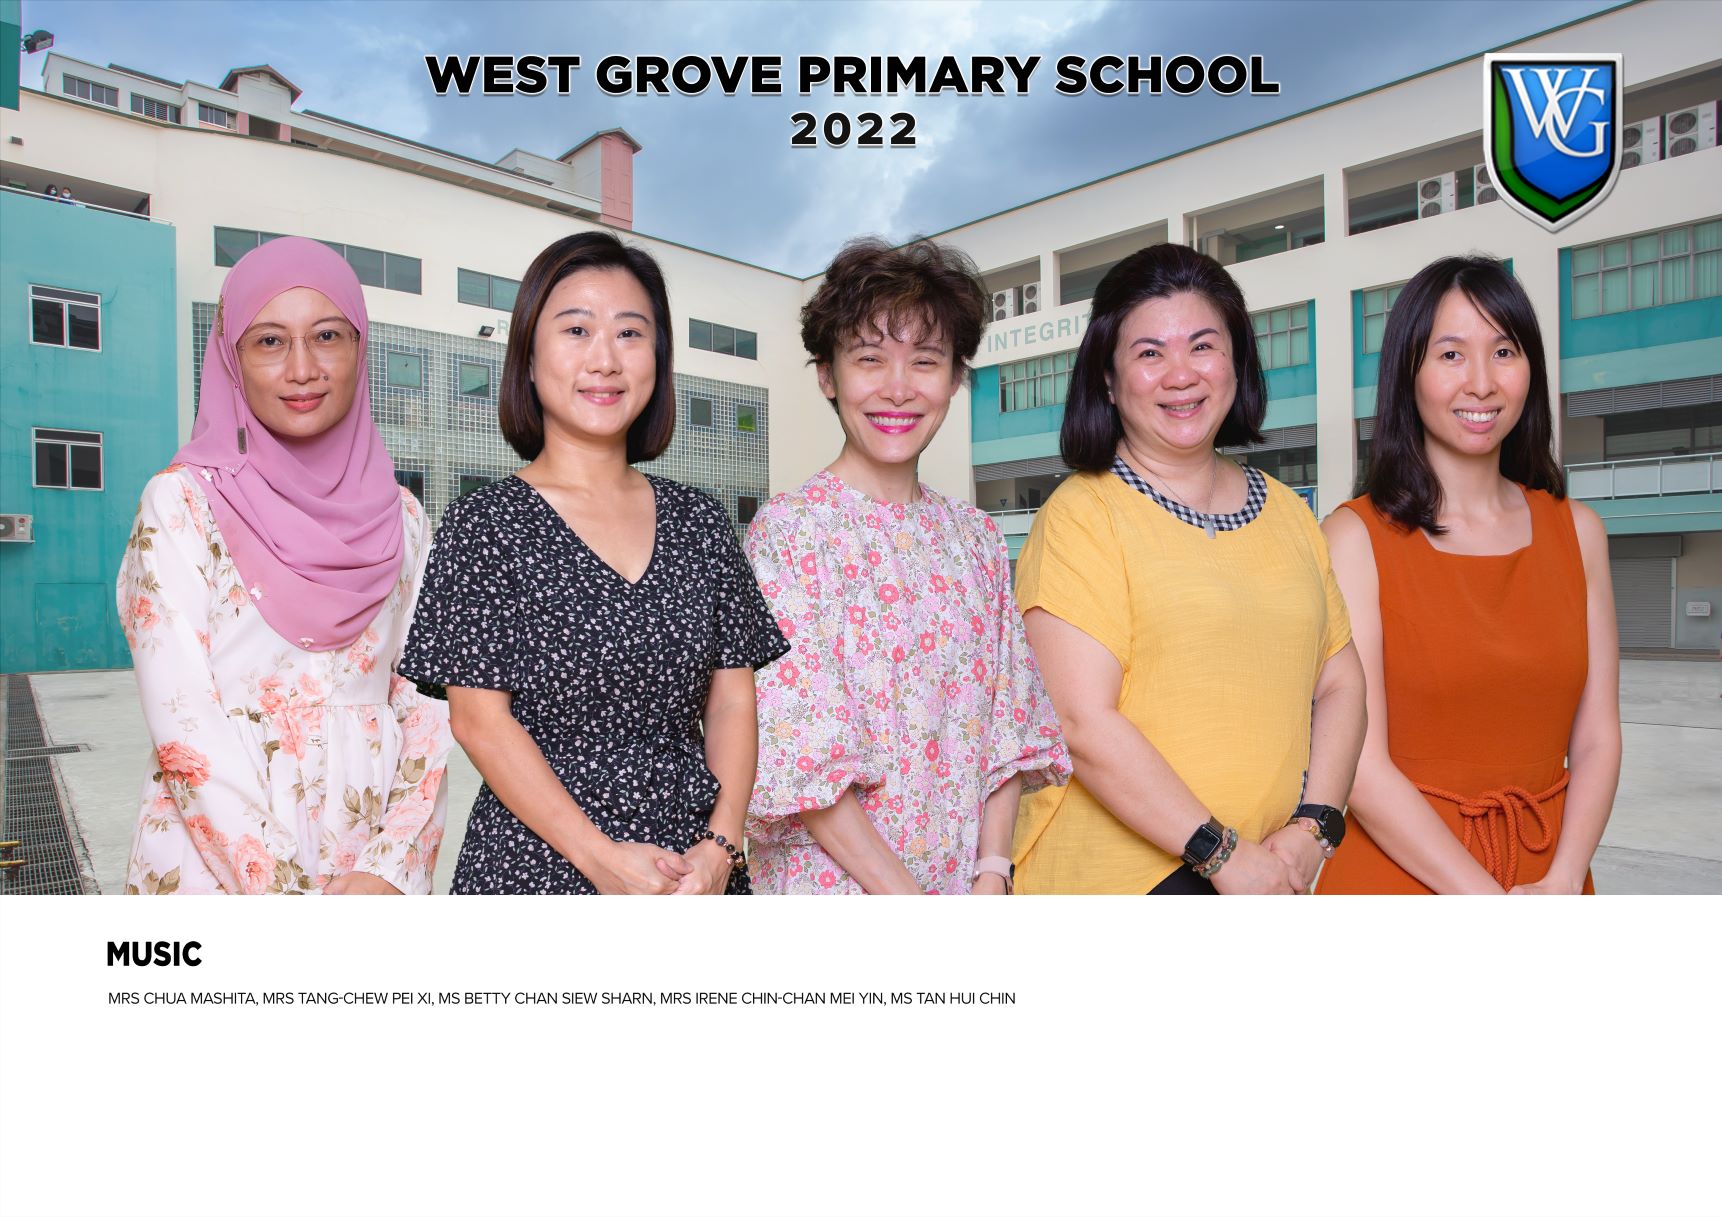 WEST GROVE PRIMARY SCHOOL
2022
WG
INTEGRIT
MUSIC
MRS CHUA MASHITA, MRS TANG-CHEW PEI XI, MS BETTY CHAN SIEW SHARN, MRS IRENE CHIN-CHAN MEI YIN, MS TAN HUI CHIN